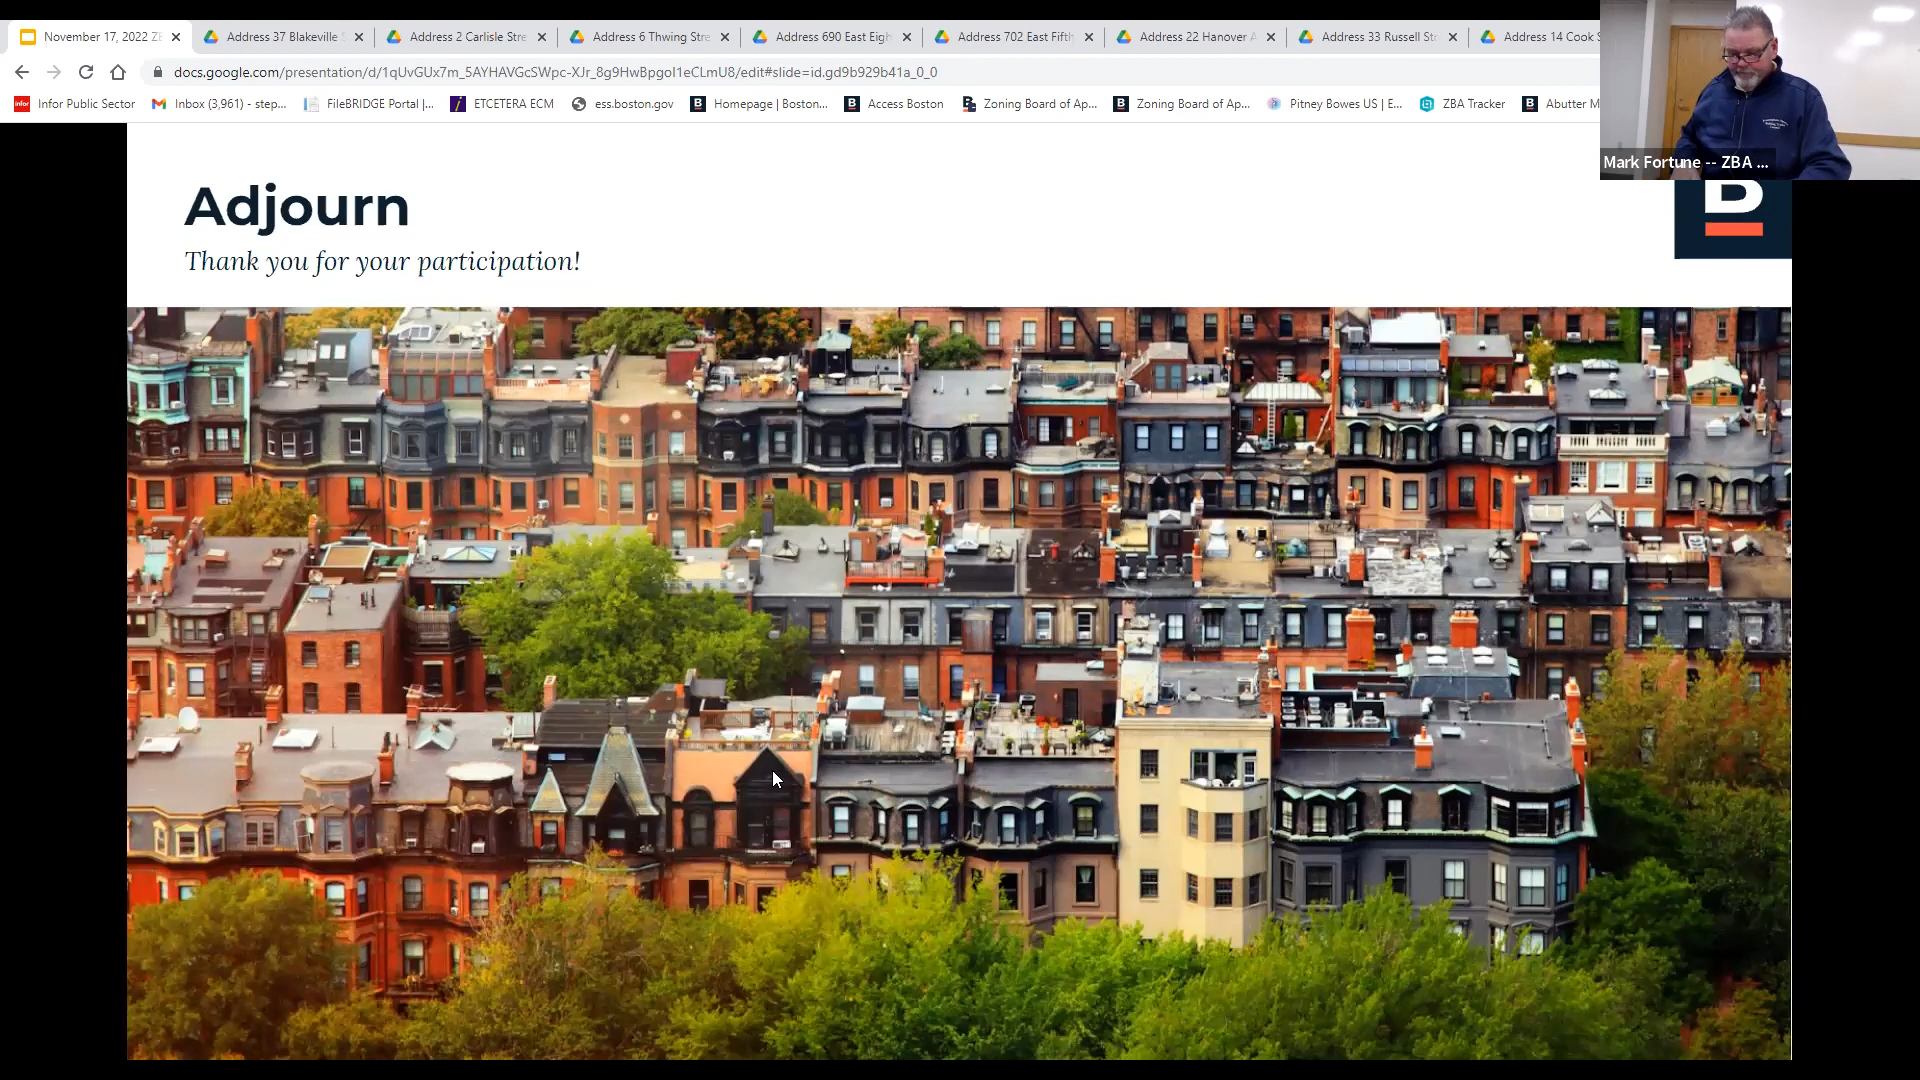 November 17, 2022 ZB
Address 37 Blakeville S
Address 2 Carlisle Stre
Address 6 Thwing Stre
Address 690 East Eigh
Address 702 East Fifth
Address 22 Hanover A
Address 33 Russell Str
Address 14 Cook S
docs.google.com/presentation/d/1qUvGUx7m_5AYHAVGcSWpc-XJr_8g9HwBpgoI1eCLmU8/edit#slide=id.gd9b929b41a_0_0
infor
Infor Public Sector
Inbox (3,961) - step...
FileBRIDGE Portal |...
ETCETERA ECM
ess.boston.gov
B
Homepage | Boston...
B
Access Boston
Zoning Board of Ap...
B
Zoning Board of Ap...
Pitney Bowes US | E...
ZBA Tracker
B
Abutter M
Mark Fortune -- ZBA ...
B
Adjourn
Thank you for your participation!